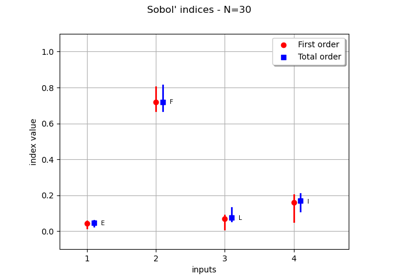 Sobol' indices - N=30
First order
Total order
1.0
0.8
0.6
0.4
0.2
0.0
index value
E
F
L
I
1 2 3 4
inputs